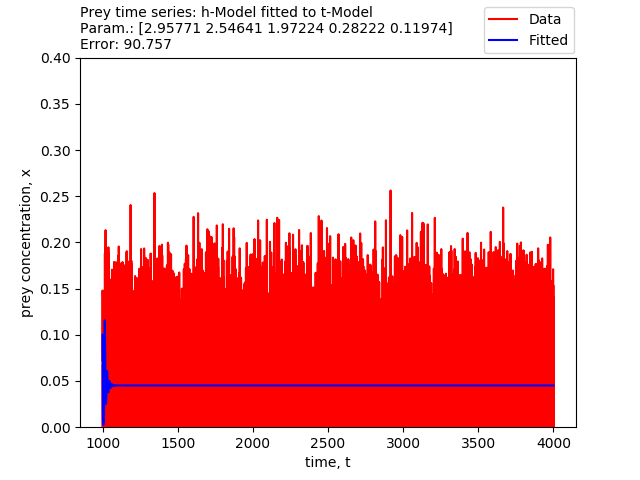 Prey time series: h-Model fitted to t-Model
Param.: [2.95771 2.54641 1.97224 0.28222 0.11974]
Error: 90.757
Data
Fitted
0.40
0.35
0.30
0.25
0.20
0.15
0.10
0.05
0.00
prey concentration, x
1000 1500 2000 2500 3000 3500 4000
time, t